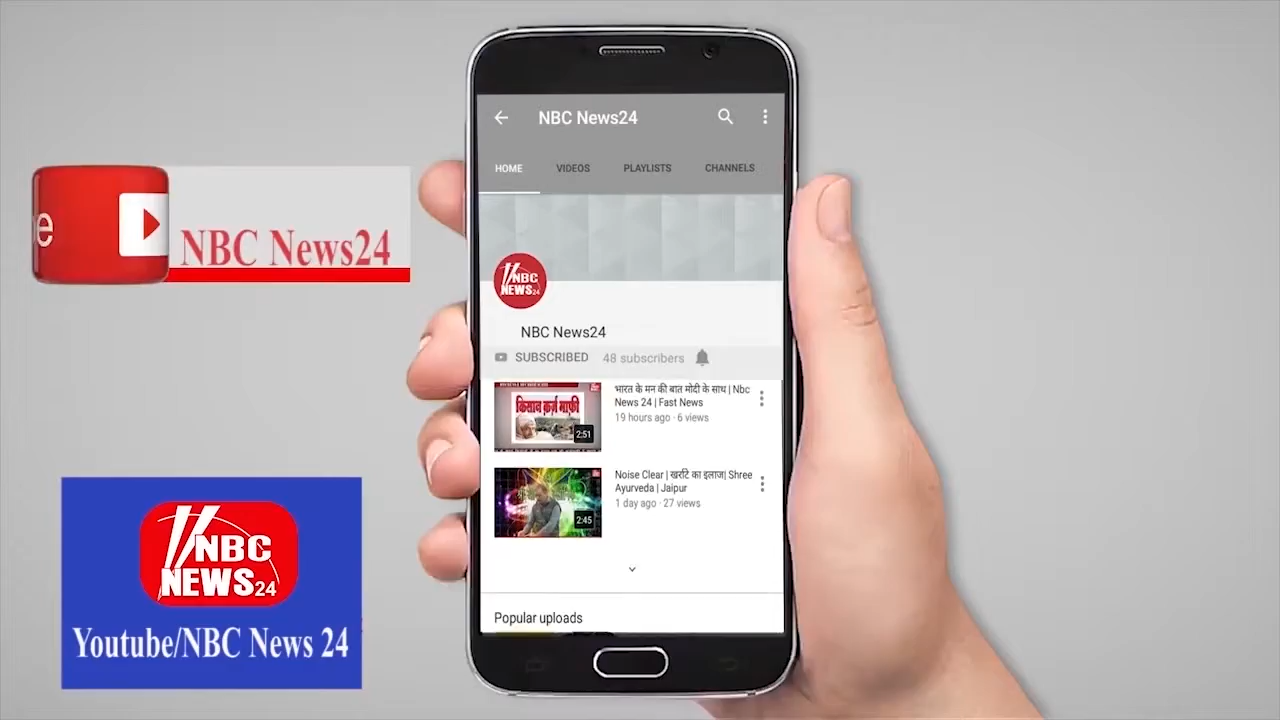 NBC News24
HOME VIDEOS PLAYLISTS CHANNELS
e
NBC News24
NBC
NEWS24
NBC News24
SUBSCRIBED 48 subscribers
किसान कर्ज माफी
2:51
भारत के मन की बात मोदी के साथ | Nbc
News 24 | Fast News
19 hours ago · 6 views
2:45
Noise Clear | खर्राटे का इलाज| Shree
Ayurveda | Jaipur
1 day ago · 27 views
Popular uploads
NBC
NEWS24
Youtube/NBC News 24